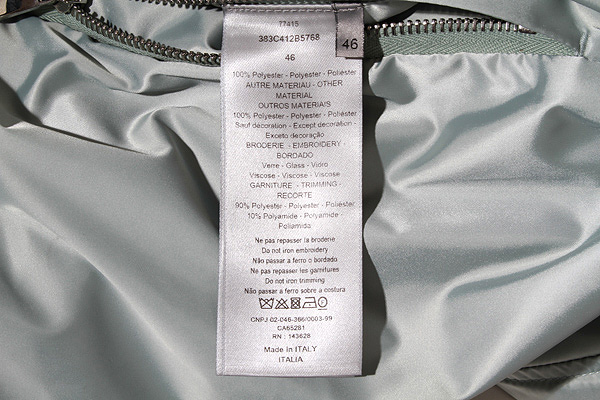 77415
383C412B5768
46
46
100% Polyester - Polyester - Poliéster
AUTRE MATERIAU - OTHER
MATERIAL
OUTROS MATERIAIS
100% Polyester - Polyester - Poliéster
Sauf décoration - Except decoration -
Exceto decoração
BRODERIE - EMBROIDERY -
BORDADO
Verre - Glass - Vidro
Viscose - Viscose - Viscose
GARNITURE - TRIMMING -
RECORTE
90% Polyester - Polyester - Poliéster
10% Polyamide - Polyamide -
Poliamida
Ne pas repasser la broderie
Do not iron embroidery
Não passar a ferro o bordado
Ne pas repasser les garnitures
Do not iron trimming
Não passar a ferro sobre a costura
CNPJ 02-046-366/0003-99
CA65281
RN : 143628
Made in ITALY
ITALIA